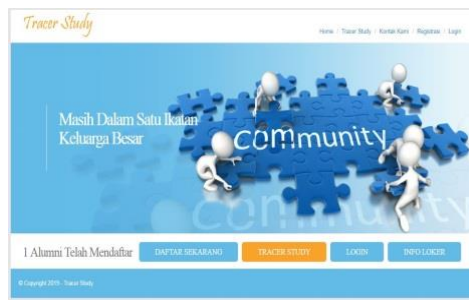 Tracer Study
Home / Tracer Study / Kontak Kami / Registrasi / Login
Masih Dalam Satu Ikatan
Keluarga Besar
community
1 Alumni Telah Mendaftar
DAFTAR SEKARANG
TRACER STUDY
LOGIN
INFO LOKER
© Copyright 2019 - Tracer Study